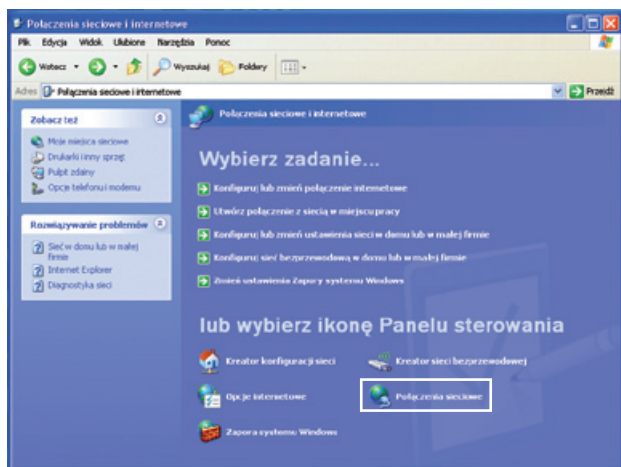 Połączenia sieciowe i internetowe
Plik Edycja Widok Ulubione Narzędzia Pomoc
Wstecz Wyszukaj Foldery
Adres Połączenia sieciowe i internetowe Przejdź
Zobacz też
Moje miejsca sieciowe
Drukarki i inny sprzęt
Pulpit zdalny
Opcje telefonu i modemu
Rozwiązywanie problemów
Sieć w domu lub w małej
firmie
Internet Explorer
Diagnostyka sieci
Połączenia sieciowe i internetowe
Wybierz zadanie...
Konfiguruj lub zmień połączenie internetowe
Utwórz połączenie z siecią w miejscu pracy
Konfiguruj lub zmień ustawienia sieci w domu lub w małej firmie
Konfiguruj sieć bezprzewodową w domu lub w małej firmie
Zmień ustawienia Zapory systemu Windows
lub wybierz ikonę Panelu sterowania
Kreator konfiguracji sieci
Kreator sieci bezprzewodowej
Opcje internetowe
Połączenia sieciowe
Zapora systemu Windows